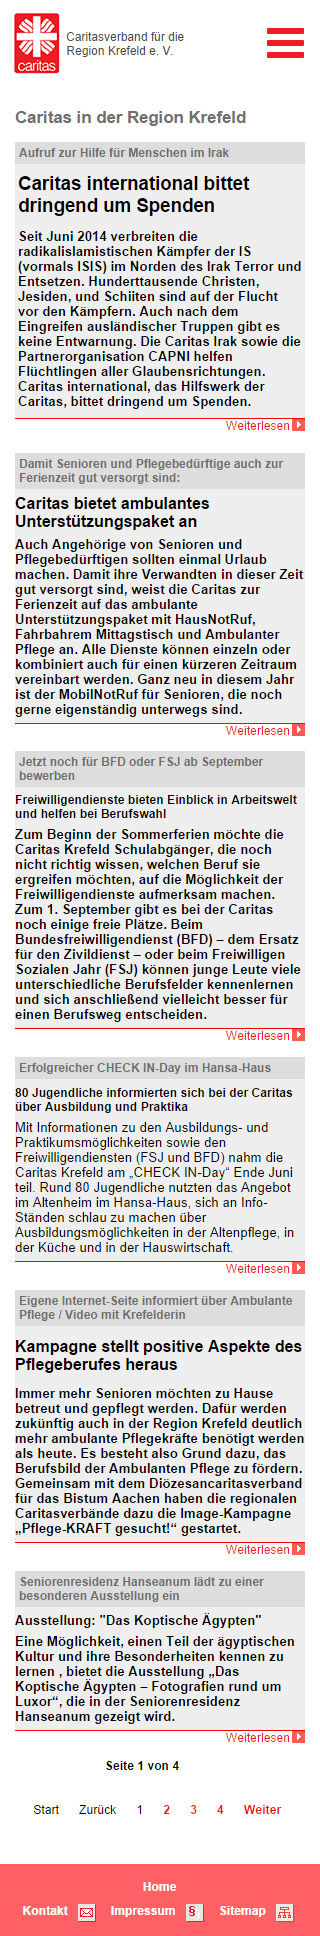 Caritasverband für die
Region Krefeld e. V.
caritas
Caritas in der Region Krefeld
Aufruf zur Hilfe für Menschen im Irak
Caritas international bittet
dringend um Spenden
Seit Juni 2014 verbreiten die
radikalislamistischen Kämpfer der IS
(vormals ISIS) im Norden des Irak Terror und
Entsetzen. Hunderttausende Christen,
Jesiden, und Schiiten sind auf der Flucht
vor den Kämpfern. Auch nach dem
Eingreifen ausländischer Truppen gibt es
keine Entwarnung. Die Caritas Irak sowie die
Partnerorganisation CAPNI helfen
Flüchtlingen aller Glaubensrichtungen.
Caritas international, das Hilfswerk der
Caritas, bittet dringend um Spenden.
Weiterlesen
Damit Senioren und Pflegebedürftige auch zur
Ferienzeit gut versorgt sind:
Caritas bietet ambulantes
Unterstützungspaket an
Auch Angehörige von Senioren und
Pflegebedürftigen sollten einmal Urlaub
machen. Damit ihre Verwandten in dieser Zeit
gut versorgt sind, weist die Caritas zur
Ferienzeit auf das ambulante
Unterstützungspaket mit HausNotRuf,
Fahrbahrem Mittagstisch und Ambulanter
Pflege an. Alle Dienste können einzeln oder
kombiniert auch für einen kürzeren Zeitraum
vereinbart werden. Ganz neu in diesem Jahr
ist der MobilNotRuf für Senioren, die noch
gerne eigenständig unterwegs sind.
Weiterlesen
Jetzt noch für BFD oder FSJ ab September
bewerben
Freiwilligendienste bieten Einblick in Arbeitswelt
und helfen bei Berufswahl
Zum Beginn der Sommerferien möchte die
Caritas Krefeld Schulabgänger, die noch
nicht richtig wissen, welchen Beruf sie
ergreifen möchten, auf die Möglichkeit der
Freiwilligendienste aufmerksam machen.
Zum 1. September gibt es bei der Caritas
noch einige freie Plätze. Beim
Bundesfreiwilligendienst (BFD) – dem Ersatz
für den Zivildienst – oder beim Freiwilligen
Sozialen Jahr (FSJ) können junge Leute viele
unterschiedliche Berufsfelder kennenlernen
und sich anschließend vielleicht besser für
einen Berufsweg entscheiden.
Weiterlesen
Erfolgreicher CHECK IN-Day im Hansa-Haus
80 Jugendliche informierten sich bei der Caritas
über Ausbildung und Praktika
Mit Informationen zu den Ausbildungs- und
Praktikumsmöglichkeiten sowie den
Freiwilligendiensten (FSJ und BFD) nahm die
Caritas Krefeld am „CHECK IN-Day“ Ende Juni
teil. Rund 80 Jugendliche nutzten das Angebot
im Altenheim im Hansa-Haus, sich an Info-
Ständen schlau zu machen über
Ausbildungsmöglichkeiten in der Altenpflege, in
der Küche und in der Hauswirtschaft.
Weiterlesen
Eigene Internet-Seite informiert über Ambulante
Pflege / Video mit Krefelderin
Kampagne stellt positive Aspekte des
Pflegeberufes heraus
Immer mehr Senioren möchten zu Hause
betreut und gepflegt werden. Dafür werden
zukünftig auch in der Region Krefeld deutlich
mehr ambulante Pflegekräfte benötigt werden
als heute. Es besteht also Grund dazu, das
Berufsbild der Ambulanten Pflege zu fördern.
Gemeinsam mit dem Diözesancaritasverband
für das Bistum Aachen haben die regionalen
Caritasverbände dazu die Image-Kampagne
„Pflege-KRAFT gesucht!“ gestartet.
Weiterlesen
Seniorenresidenz Hanseanum lädt zu einer
besonderen Ausstellung ein
Ausstellung: "Das Koptische Ägypten"
Eine Möglichkeit, einen Teil der ägyptischen
Kultur und ihre Besonderheiten kennen zu
lernen , bietet die Ausstellung „Das
Koptische Ägypten – Fotografien rund um
Luxor“, die in der Seniorenresidenz
Hanseanum gezeigt wird.
Weiterlesen
Seite 1 von 4
Start Zurück 1 2 3 4 Weiter
Home
Kontakt Impressum § Sitemap